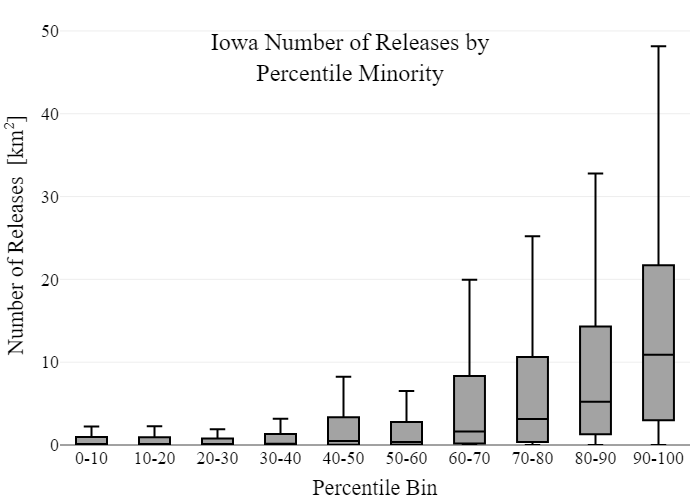 Iowa Number of Releases by
Percentile Minority
Number of Releases [km²]
50
40
30
20
10
0
0-10 10-20 20-30 30-40 40-50 50-60 60-70 70-80 80-90 90-100
Percentile Bin